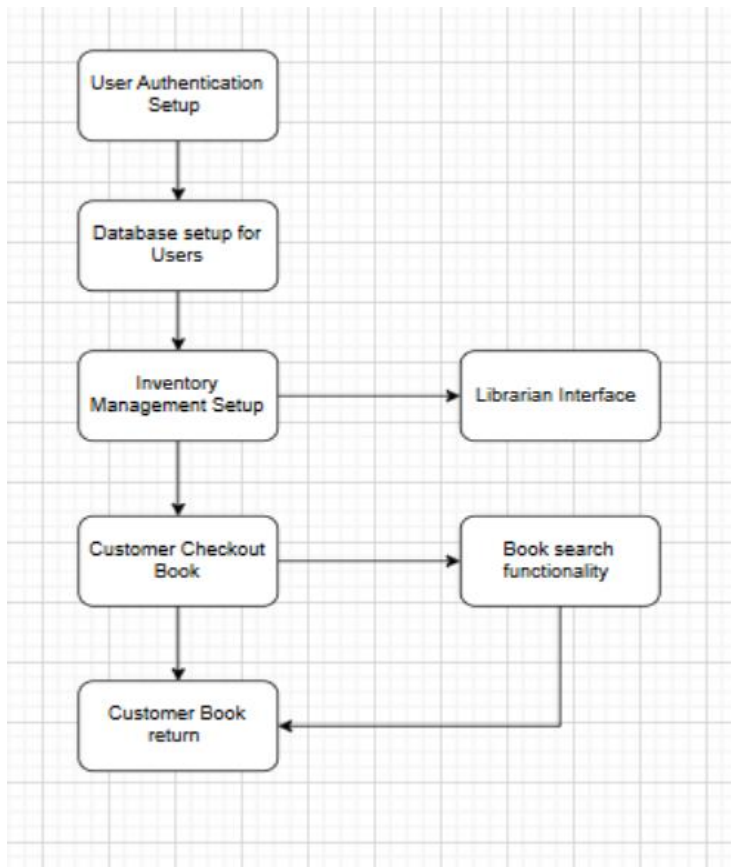 User Authentication
Setup
Database setup for
Users
Inventory
Management Setup
Librarian Interface
Customer Checkout
Book
Book search
functionality
Customer Book
return